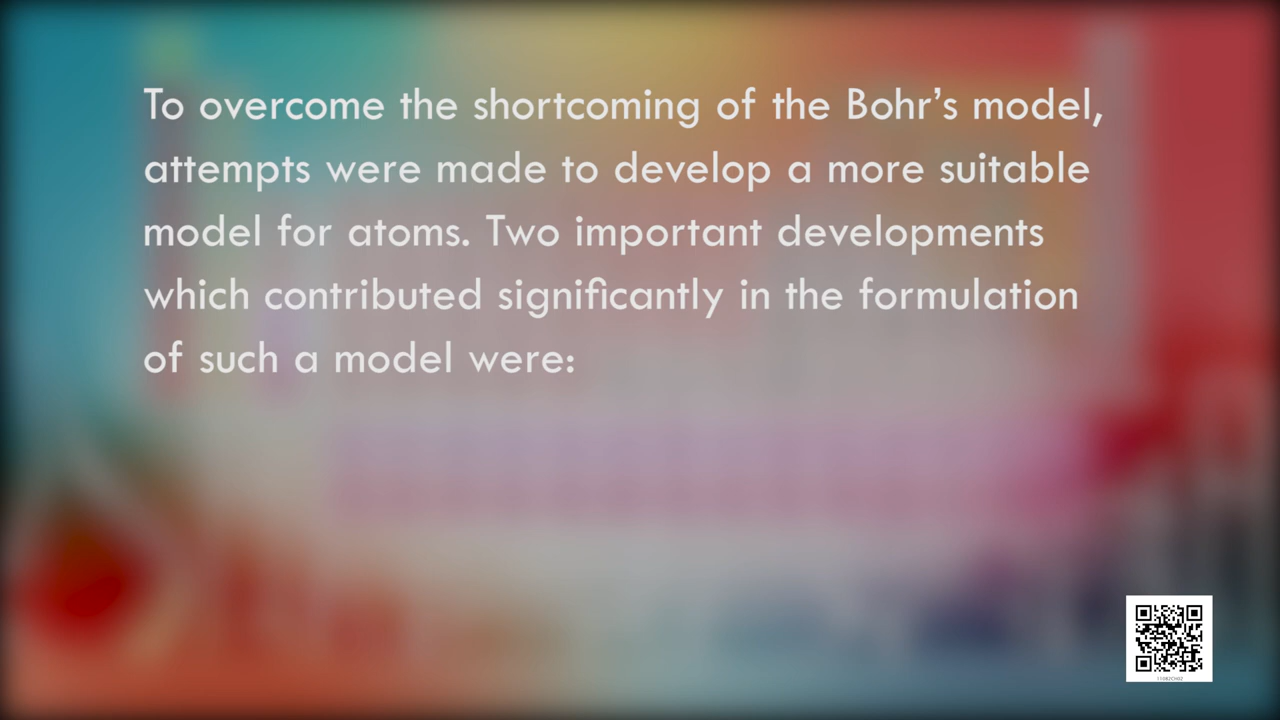 To overcome the shortcoming of the Bohr’s model,
attempts were made to develop a more suitable
model for atoms. Two important developments
which contributed significantly in the formulation
of such a model were: